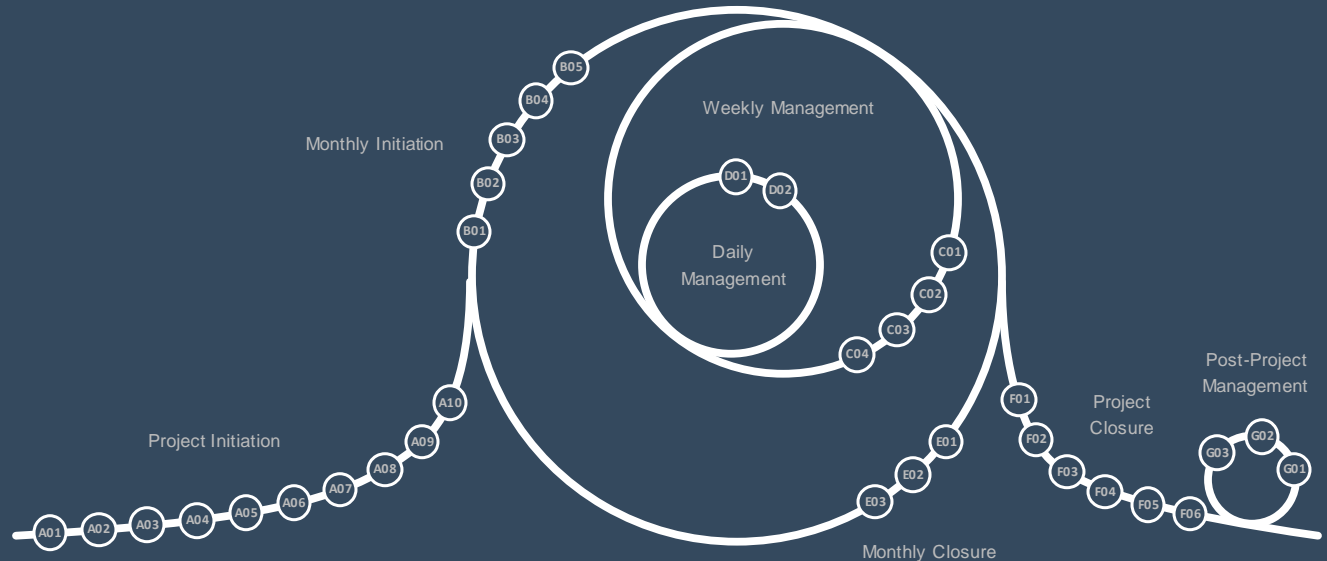 B05
B04
B03
B02
B01
Monthly Initiation
Weekly Management
D01
D02
Daily
Management
C01
C02
C03
C04
A10
A09
A08
A07
A06
A05
A04
A03
A02
A01
Project Initiation
E01
E02
E03
Monthly Closure
F01
F02
F03
F04
F05
F06
Project
Closure
Post-Project
Management
G03
G02
G01